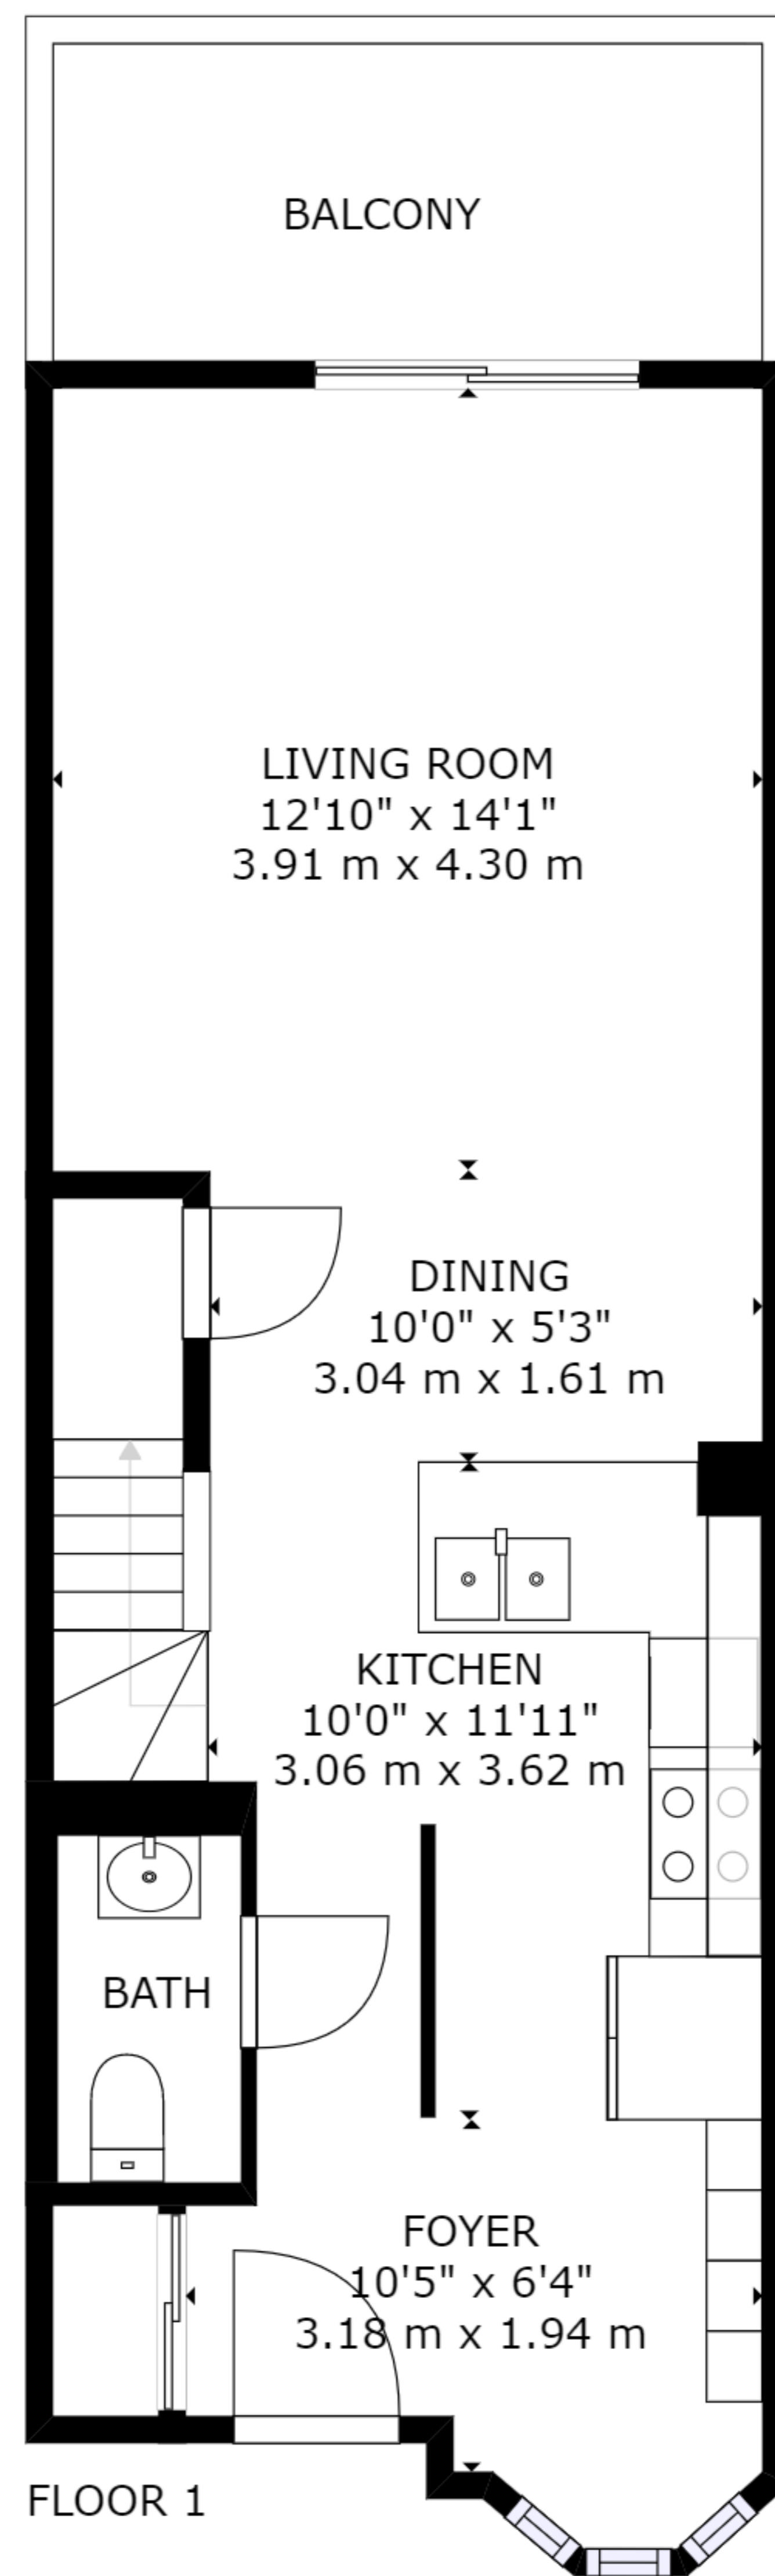 BALCONY
LIVING ROOM
12'10" x 14'1"
3.91 m x 4.30 m
DINING
10'0" x 5'3"
3.04 m x 1.61 m
KITCHEN
10'0" x 11'11"
3.06 m x 3.62 m
BATH
FOYER
10'5" x 6'4"
3.18 m x 1.94 m
FLOOR 1